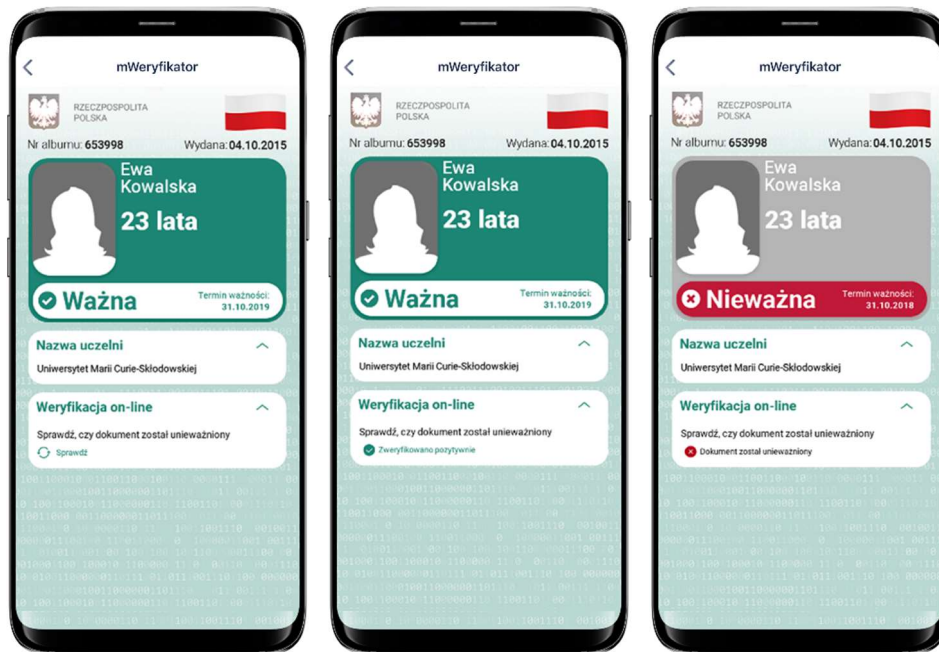 mWeryfikator
RZECZPOSPOLITA
POLSKA
Nr albumu: 653998 Wydana: 04.10.2015
Ewa
Kowalska
23 lata
Ważna
Termin ważności:
31.10.2019
Nazwa uczelni
Uniwersytet Marii Curie-Skłodowskiej
Weryfikacja on-line
Sprawdź, czy dokument został unieważniony
Sprawdź
mWeryfikator
RZECZPOSPOLITA
POLSKA
Nr albumu: 653998 Wydana: 04.10.2015
Ewa
Kowalska
23 lata
Ważna
Termin ważności:
31.10.2019
Nazwa uczelni
Uniwersytet Marii Curie-Skłodowskiej
Weryfikacja on-line
Sprawdź, czy dokument został unieważniony
Zweryfikowano pozytywnie
mWeryfikator
RZECZPOSPOLITA
POLSKA
Nr albumu: 653998 Wydana: 04.10.2015
Ewa
Kowalska
23 lata
Nieważna
Termin ważności:
31.10.2018
Nazwa uczelni
Uniwersytet Marii Curie-Skłodowskiej
Weryfikacja on-line
Sprawdź, czy dokument został unieważniony
Dokument został unieważniony